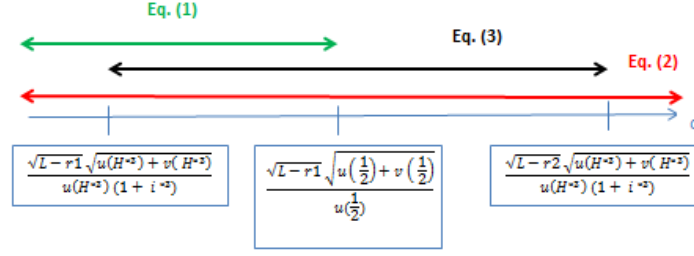 Eq. (1)
Eq. (3)
Eq. (2)
√L−r1 √u(H*²) + v(H*²) / u(H*²) (1 + i*²)
√L−r1 √u(1/2) + v(1/2) / u(1/2)
√L−r2 √u(H*²) + v(H*²) / u(H*²) (1 + i*²)